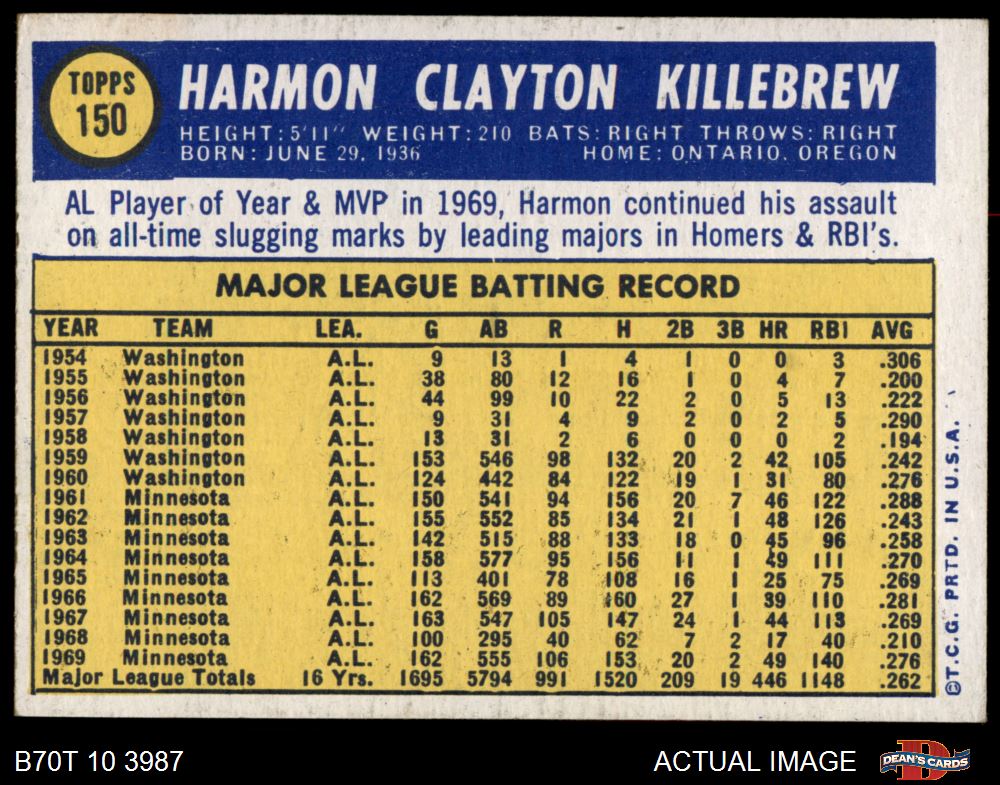 TOPPS
150
HARMON CLAYTON KILLEBREW
HEIGHT: 5'11" WEIGHT: 210 BATS: RIGHT THROWS: RIGHT
BORN: JUNE 29, 1936 HOME: ONTARIO, OREGON
AL Player of Year & MVP in 1969, Harmon continued his assault
on all-time slugging marks by leading majors in Homers & RBI's.
MAJOR LEAGUE BATTING RECORD
YEAR TEAM LEA. G AB R H 2B 3B HR RBI AVG
1954 Washington A.L. 9 13 1 4 1 0 0 3 .306
1955 Washington A.L. 38 80 12 16 1 0 4 7 .200
1956 Washington A.L. 44 99 10 22 2 0 5 13 .222
1957 Washington A.L. 9 31 4 9 2 0 2 5 .290
1958 Washington A.L. 13 31 2 6 0 0 0 2 .194
1959 Washington A.L. 153 546 98 132 20 2 42 105 .242
1960 Washington A.L. 124 442 84 122 19 1 31 80 .276
1961 Minnesota A.L. 150 541 94 156 20 7 46 122 .288
1962 Minnesota A.L. 155 552 85 134 21 1 48 126 .243
1963 Minnesota A.L. 142 515 88 133 18 0 45 96 .258
1964 Minnesota A.L. 158 577 95 156 11 1 49 111 .270
1965 Minnesota A.L. 113 401 78 108 16 1 25 75 .269
1966 Minnesota A.L. 162 569 89 160 27 1 39 110 .281
1967 Minnesota A.L. 163 547 105 147 24 1 44 113 .269
1968 Minnesota A.L. 100 295 40 62 7 2 17 40 .210
1969 Minnesota A.L. 162 555 106 153 20 2 49 140 .276
Major League Totals 16 Yrs. 1695 5794 991 1520 209 19 446 1148 .262
©T.C.G. PRTD. IN U.S.A.
B70T 10 3987 ACTUAL IMAGE
DEAN'S CARDS